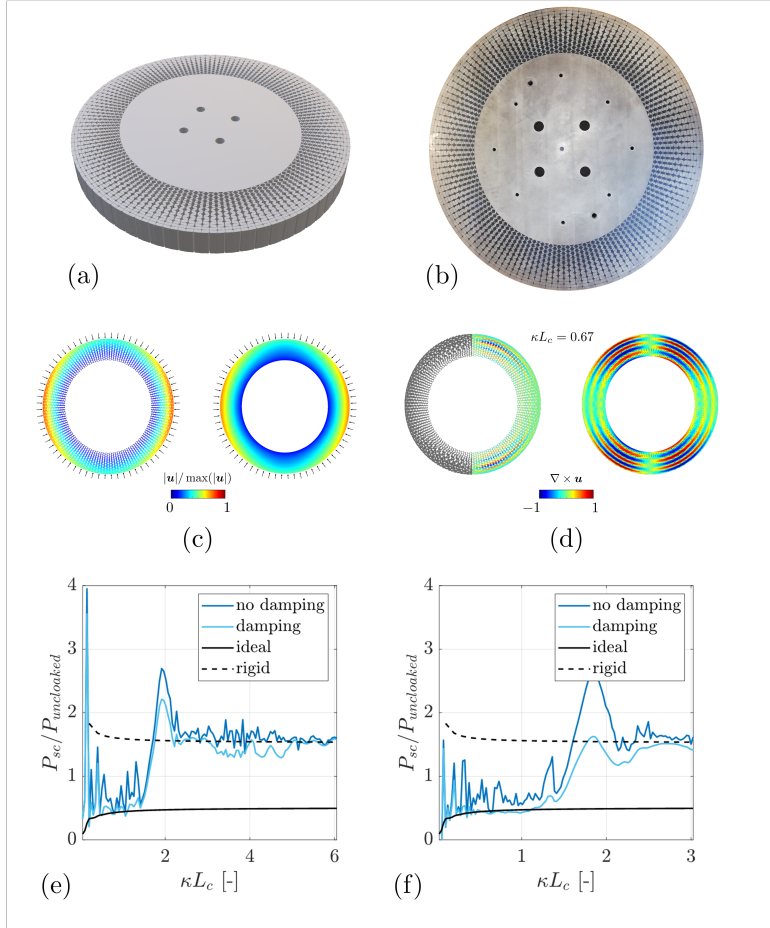 (a)
(b)
κL_c = 0.67
|u|/ max(|u|)
0 1
∇ × u
−1 1
(c)
(d)
P_sc/P_uncloaked
4
3
2
1
0
no damping
damping
ideal
rigid
2 4 6
κL_c [-]
(e)
P_sc/P_uncloaked
4
3
2
1
0
no damping
damping
ideal
rigid
1 2 3
κL_c [-]
(f)